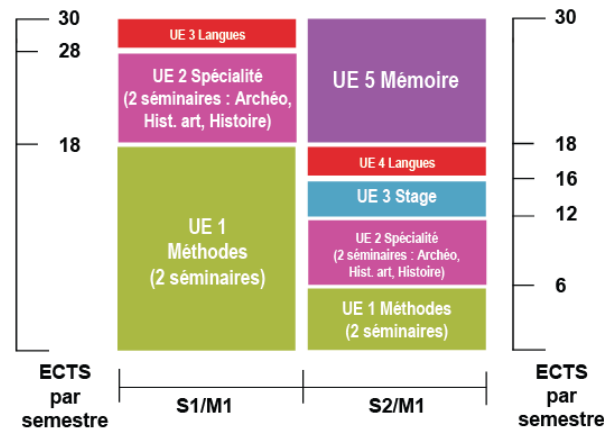 30
28
18
UE 3 Langues
UE 2 Spécialité
(2 séminaires : Archéo,
Hist. art, Histoire)
UE 1
Méthodes
(2 séminaires)
UE 5 Mémoire
UE 4 Langues
UE 3 Stage
UE 2 Spécialité
(2 séminaires : Archéo,
Hist. art, Histoire)
UE 1 Méthodes
(2 séminaires)
30
18
16
12
6
ECTS
par
semestre
S1/M1
S2/M1
ECTS
par
semestre